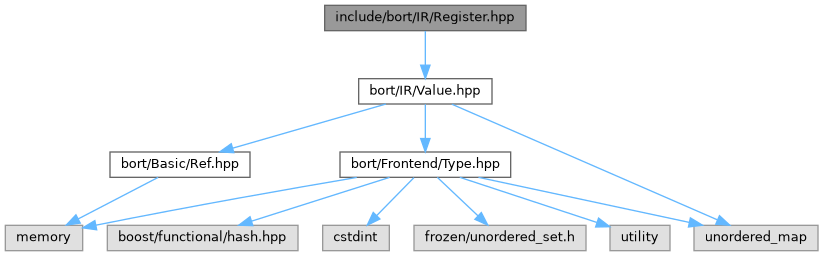 include/bort/IR/Register.hpp
bort/IR/Value.hpp
bort/Basic/Ref.hpp
bort/Frontend/Type.hpp
memory
boost/functional/hash.hpp
cstdint
frozen/unordered_set.h
utility
unordered_map